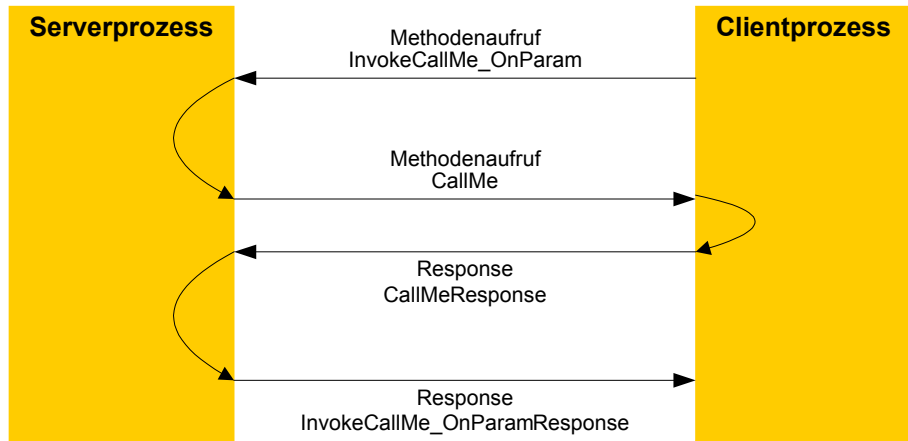 Serverprozess
Clientprozess
Methodenaufruf
InvokeCallMe_OnParam
Methodenaufruf
CallMe
Response
CallMeResponse
Response
InvokeCallMe_OnParamResponse